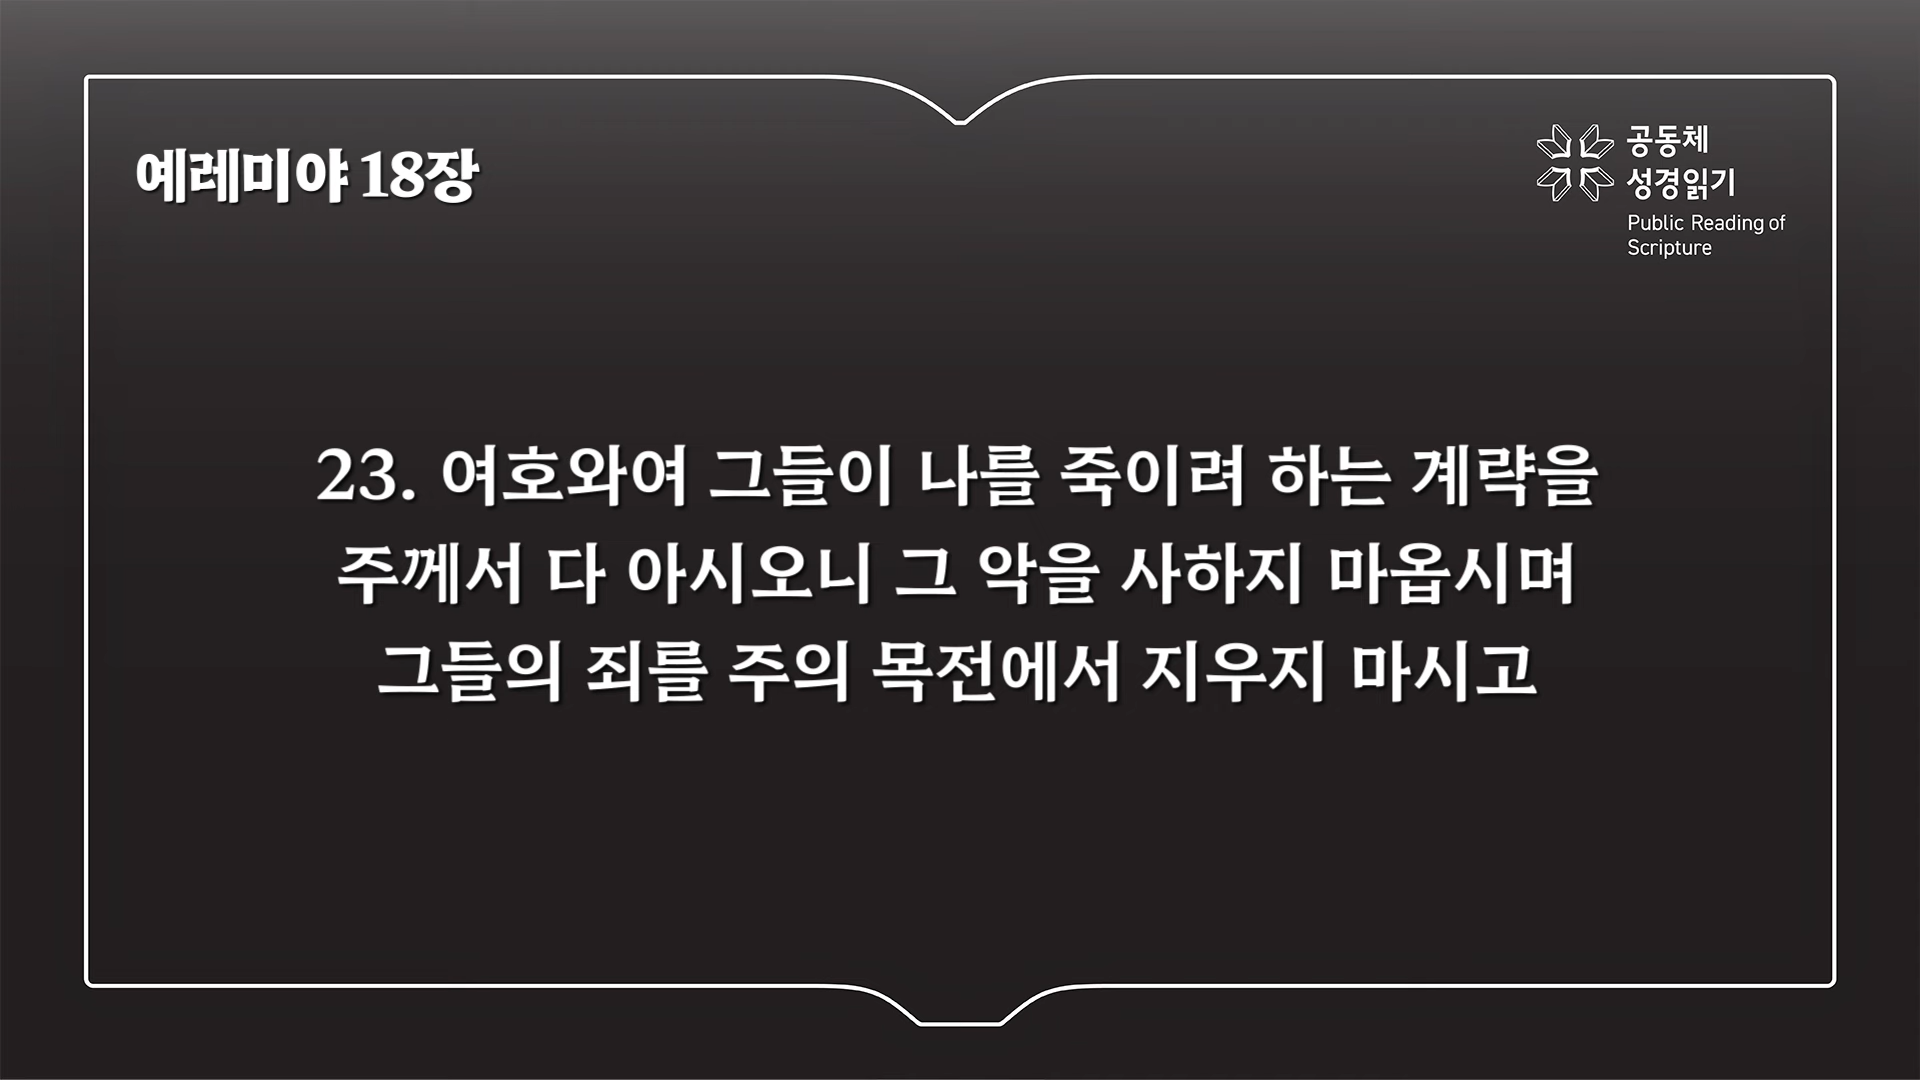 예레미야 18장
공동체
성경읽기
Public Reading of
Scripture
23. 여호와여 그들이 나를 죽이려 하는 계략을
주께서 다 아시오니 그 악을 사하지 마옵시며
그들의 죄를 주의 목전에서 지우지 마시고